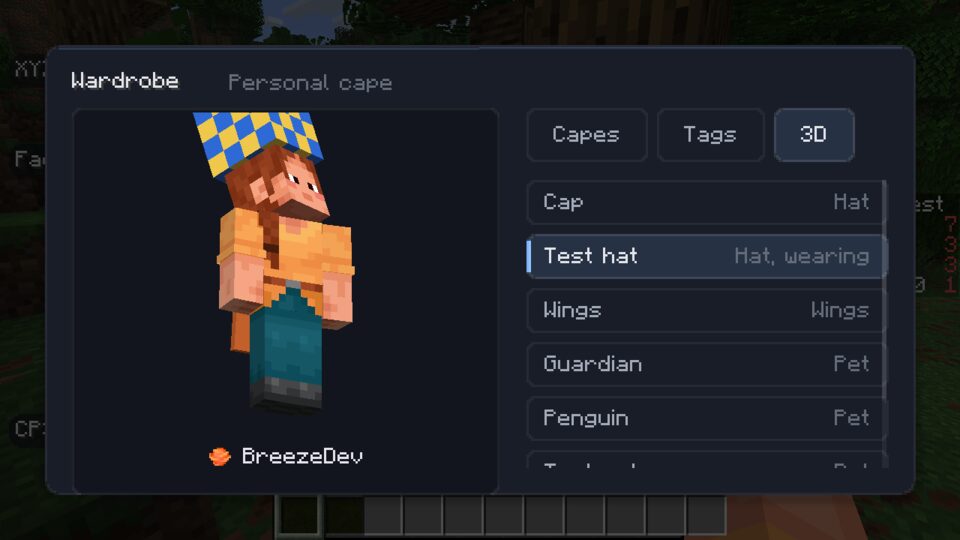 Wardrobe
Personal cape
Capes
Tags
3D
Cap
Hat
Test hat
Hat, wearing
Wings
Wings
Guardian
Pet
Penguin
Pet
BreezeDev